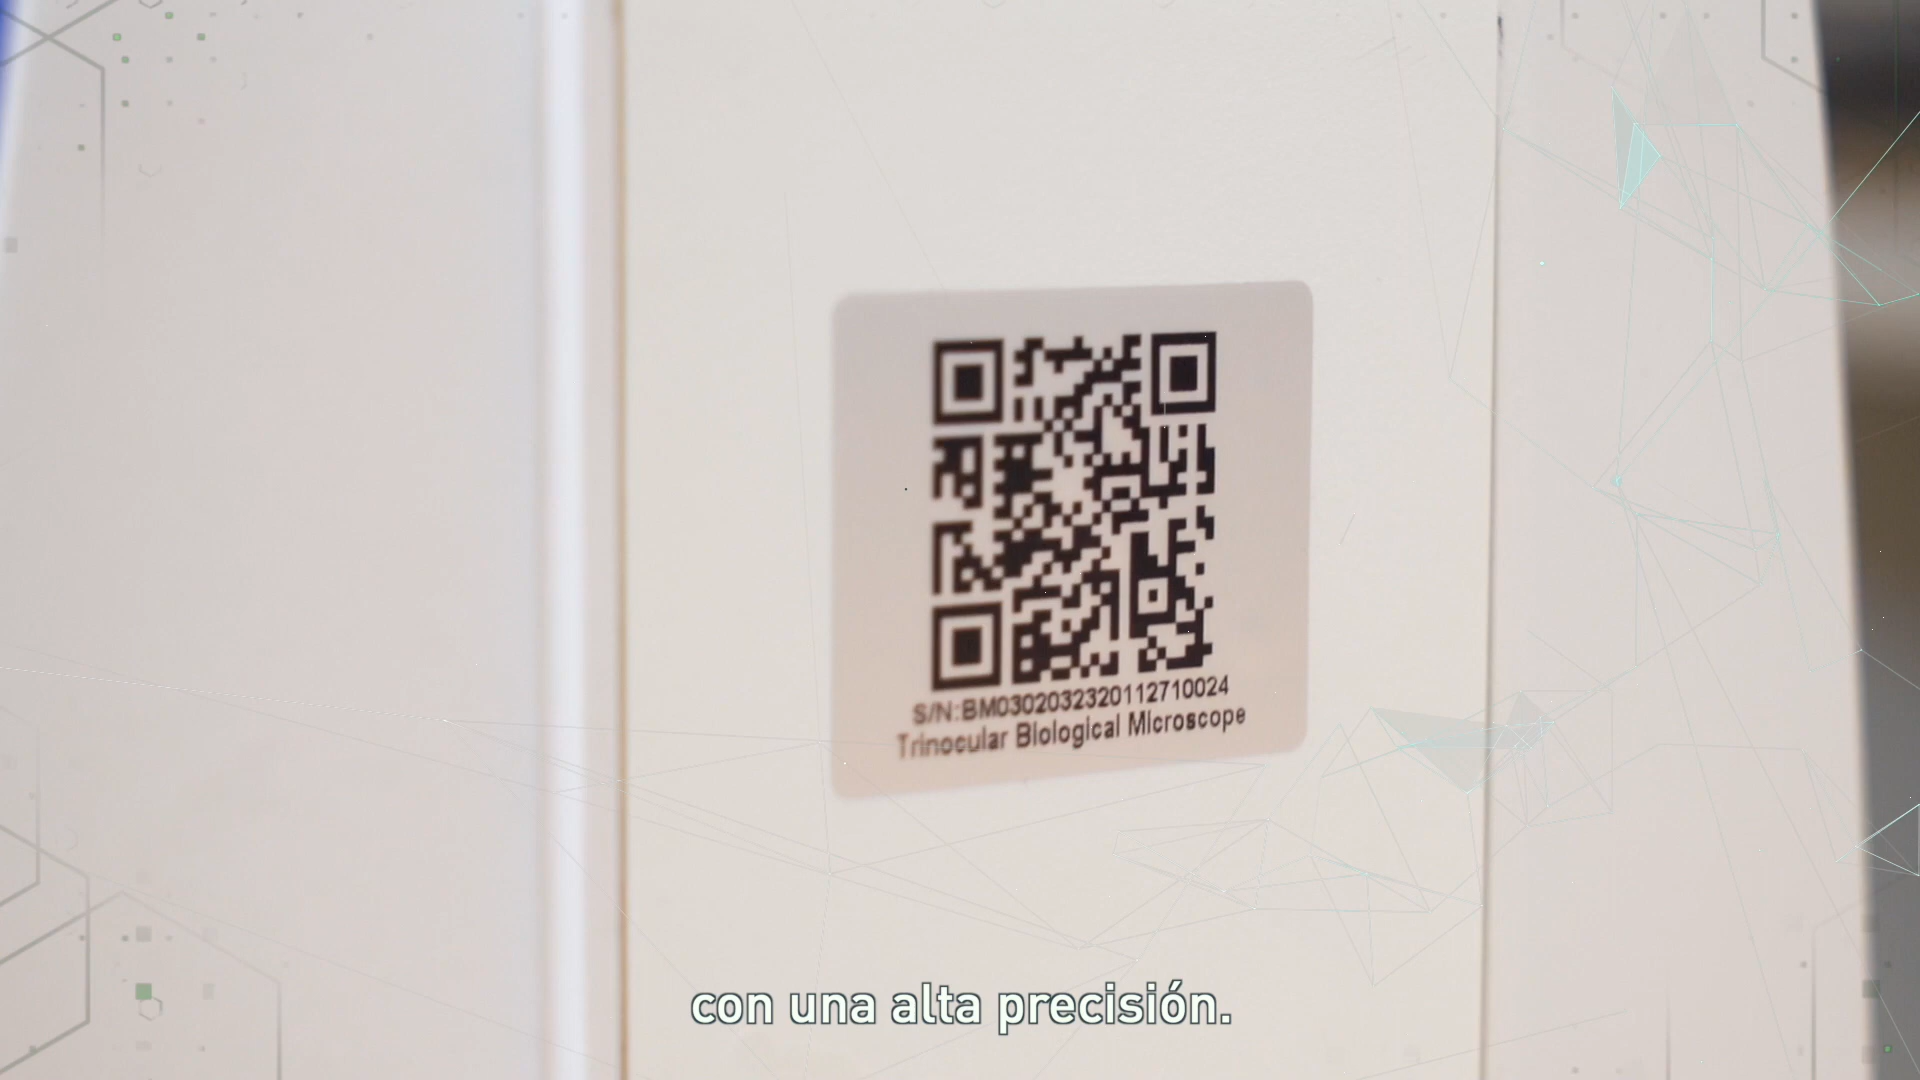 S/N:BM0302032320112710024
Trinocular Biological Microscope
con una alta precisión.